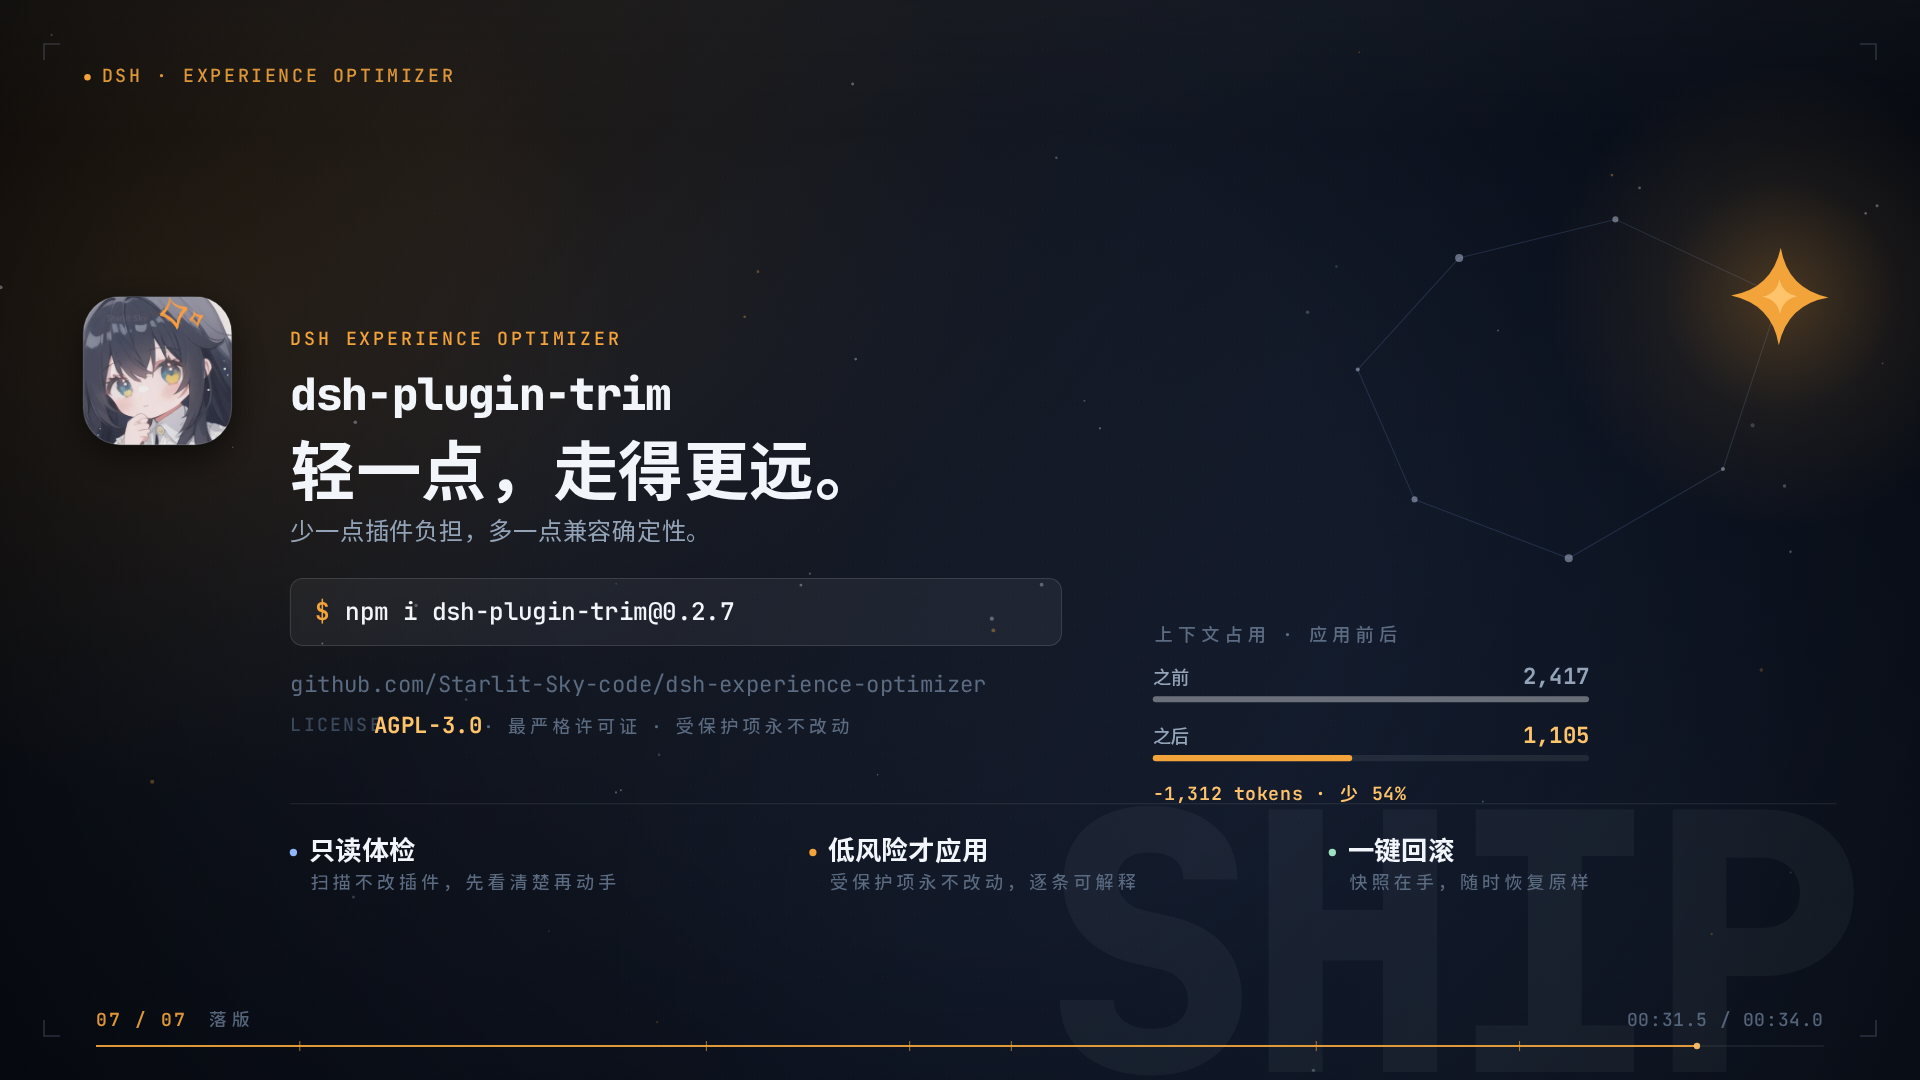 DSH · EXPERIENCE OPTIMIZER
DSH EXPERIENCE OPTIMIZER
dsh-plugin-trim
轻一点，走得更远。
少一点插件负担，多一点兼容确定性。
$ npm i dsh-plugin-trim@0.2.7
github.com/Starlit-Sky-code/dsh-experience-optimizer
LICENSE AGPL-3.0 · 最严格许可证 · 受保护项永不改动
上下文占用 · 应用前后
之前 2,417
之后 1,105
-1,312 tokens · 少 54%
只读体检
扫描不改插件，先看清楚再动手
低风险才应用
受保护项永不改动，逐条可解释
一键回滚
快照在手，随时恢复原样
SHIP
07 / 07 落版
00:31.5 / 00:34.0